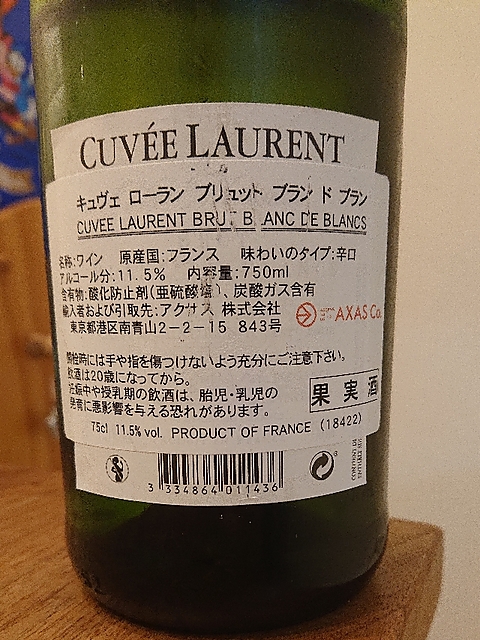 CUVÉE LAURENT
キュヴェ ローラン ブリュット ブラン ド ブラン
CUVEE LAURENT BRUT BLANC DE BLANCS
名称:ワイン 原産国:フランス 味わいのタイプ:辛口
アルコール分:11.5% 内容量:750ml
含有物:酸化防止剤(亜硫酸塩)、炭酸ガス含有
輸入者および引取先:アクサス 株式会社
AXAS Co.
東京都港区南青山2-2-15 843号
開栓時には手や指を傷つけないよう充分にご注意下さい。
飲酒は20歳になってから。
妊娠中や授乳期の飲酒は、胎児・乳児の
発育に悪影響を与える恐れがあります。
果実酒
75cl 11.5% vol. PRODUCT OF FRANCE (18422)
3 334864 011436
CONTAINS